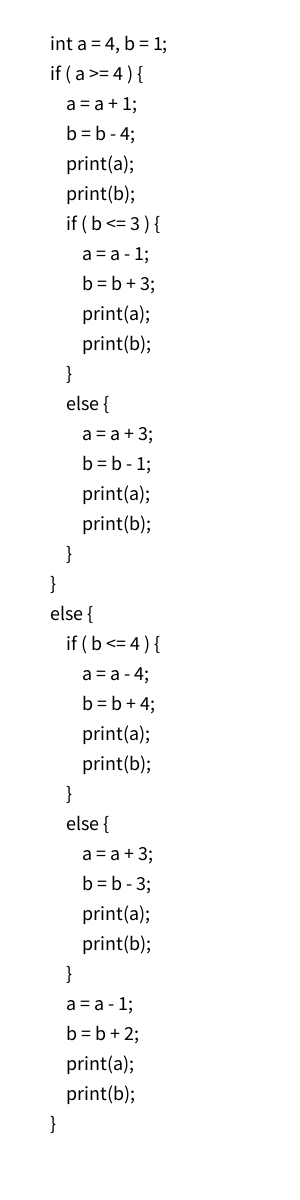 int a = 4, b = 1;
if ( a >= 4 ) {
    a = a + 1;
    b = b - 4;
    print(a);
    print(b);
    if ( b <= 3 ) {
        a = a - 1;
        b = b + 3;
        print(a);
        print(b);
    }
    else {
        a = a + 3;
        b = b - 1;
        print(a);
        print(b);
    }
}
else {
    if ( b <= 4 ) {
        a = a - 4;
        b = b + 4;
        print(a);
        print(b);
    }
    else {
        a = a + 3;
        b = b - 3;
        print(a);
        print(b);
    }
    a = a - 1;
    b = b + 2;
    print(a);
    print(b);
}